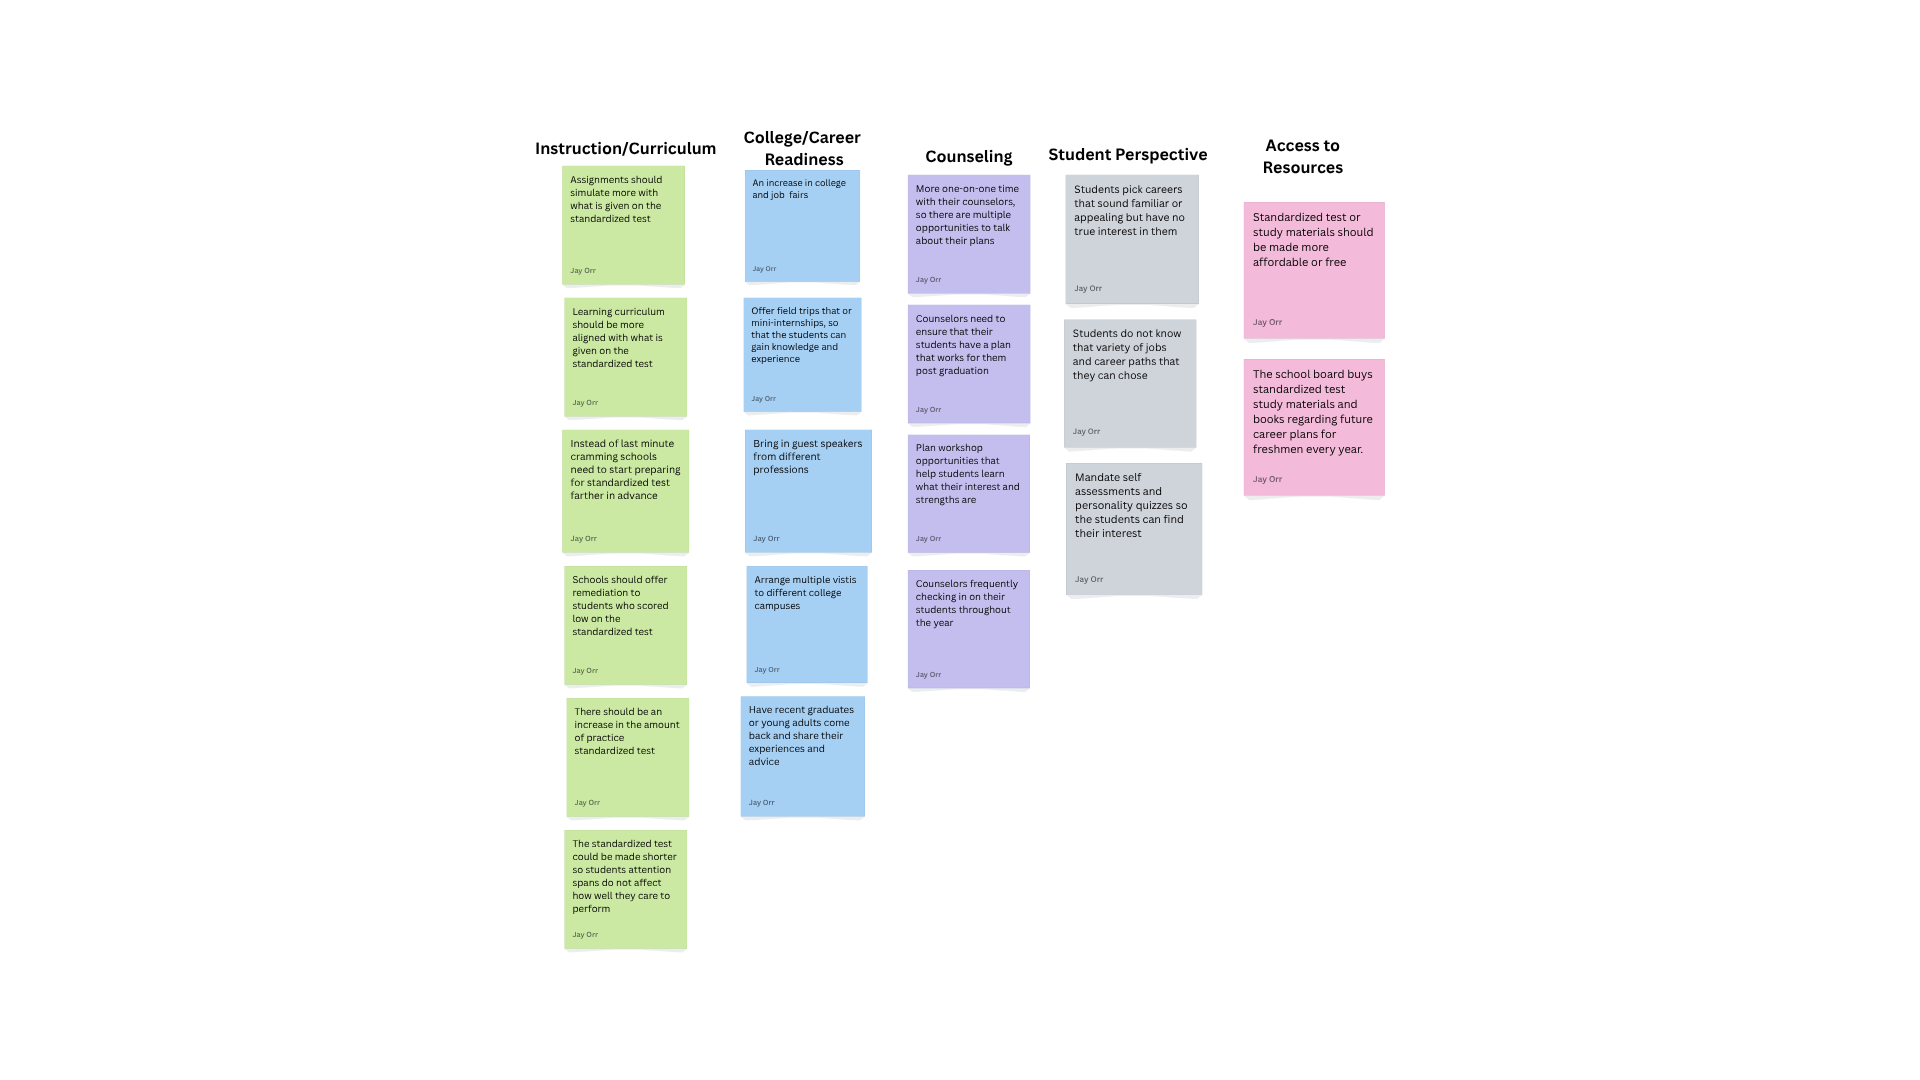 Instruction/Curriculum
Assignments should
simulate more with
what is given on the
standardized test
Jay Orr
Learning curriculum
should be more
aligned with what is
given on the
standardized test
Jay Orr
Instead of last minute
cramming schools
need to start preparing
for standardized test
farther in advance
Jay Orr
Schools should offer
remediation to
students who scored
low on the
standardized test
Jay Orr
There should be an
increase in the amount
of practice
standardized test
Jay Orr
The standardized test
could be made shorter
so students attention
spans do not affect
how well they care to
perform
Jay Orr
College/Career
Readiness
An increase in college
and job fairs
Jay Orr
Offer field trips that or
mini-internships, so
that the students can
gain knowledge and
experience
Jay Orr
Bring in guest speakers
from different
professions
Jay Orr
Arrange multiple vistis
to different college
campuses
Jay Orr
Have recent graduates
or young adults come
back and share their
experiences and
advice
Jay Orr
Counseling
More one-on-one time
with their counselors,
so there are multiple
opportunities to talk
about their plans
Jay Orr
Counselors need to
ensure that their
students have a plan
that works for them
post graduation
Jay Orr
Plan workshop
opportunities that
help students learn
what their interest and
strengths are
Jay Orr
Counselors frequently
checking in on their
students throughout
the year
Jay Orr
Student Perspective
Students pick careers
that sound familiar or
appealing but have no
true interest in them
Jay Orr
Students do not know
that variety of jobs
and career paths that
they can chose
Jay Orr
Mandate self
assessments and
personality quizzes so
the students can find
their interest
Jay Orr
Access to
Resources
Standardized test or
study materials should
be made more
affordable or free
Jay Orr
The school board buys
standardized test
study materials and
books regarding future
career plans for
freshmen every year.
Jay Orr